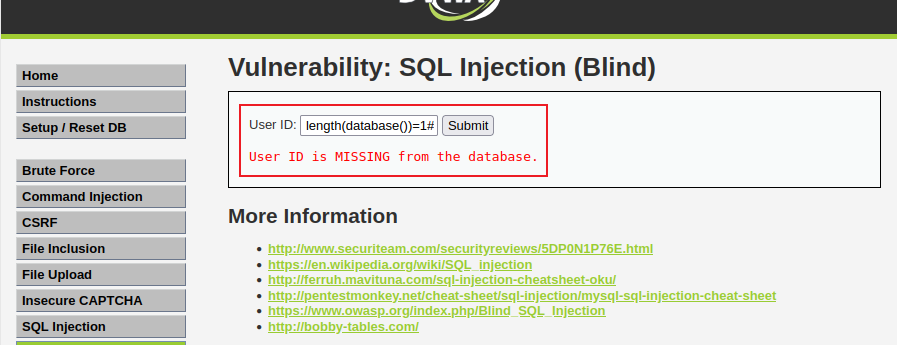 Home
Instructions
Setup / Reset DB
Brute Force
Command Injection
CSRF
File Inclusion
File Upload
Insecure CAPTCHA
SQL Injection
Vulnerability: SQL Injection (Blind)
User ID: length(database())=1# Submit
User ID is MISSING from the database.
More Information
http://www.securiteam.com/securityreviews/5DP0N1P76E.html
https://en.wikipedia.org/wiki/SQL_injection
http://ferruh.mavituna.com/sql-injection-cheatsheet-oku/
http://pentestmonkey.net/cheat-sheet/sql-injection/mysql-sql-injection-cheat-sheet
https://www.owasp.org/index.php/Blind_SQL_Injection
http://bobby-tables.com/